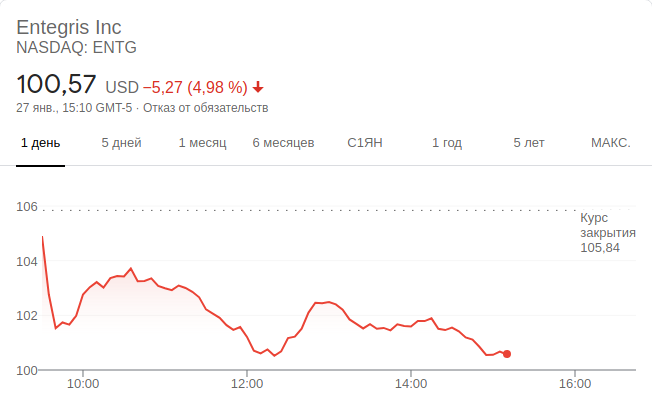 Entegris Inc
NASDAQ: ENTG
100,57 USD −5,27 (4,98 %)
27 янв., 15:10 GMT-5 · Отказ от обязательств
1 день 5 дней 1 месяц 6 месяцев С1ЯН 1 год 5 лет МАКС.
106
Курс
закрытия
105,84
104
102
100
10:00 12:00 14:00 16:00